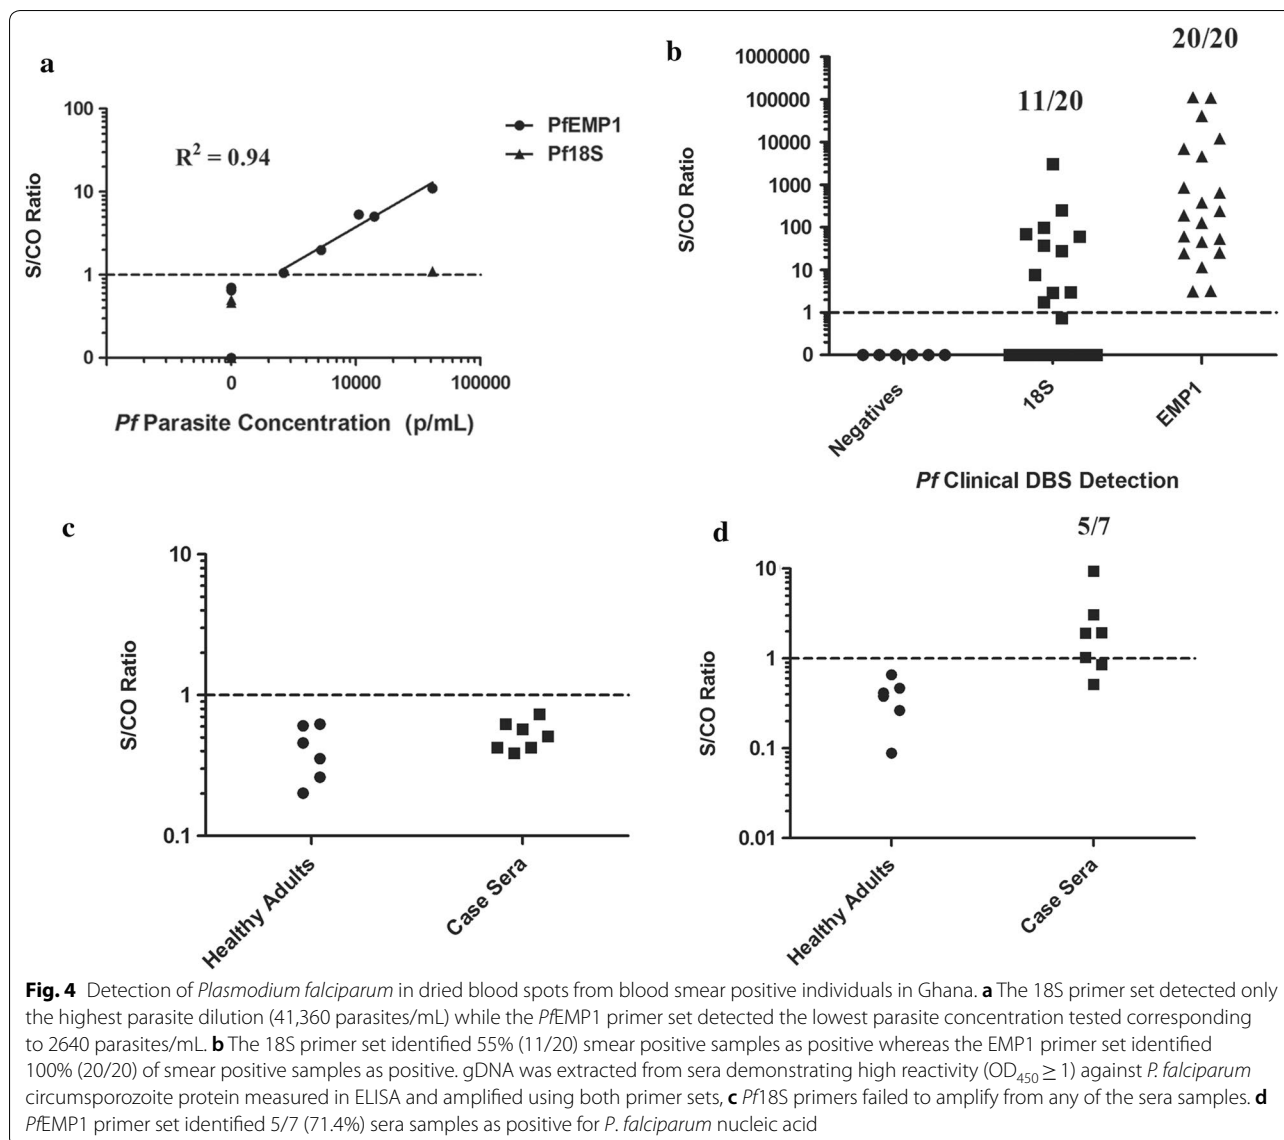 a
100
10
1
0
S/CO Ratio
R² = 0.94
PfEMP1
Pf18S
0 10000 100000
Pf Parasite Concentration (p/mL)
b
11/20
20/20
1000000
100000
10000
1000
100
10
1
0
S/CO Ratio
Negatives
18S
EMP1
Pf Clinical DBS Detection
c
10
1
0.1
S/CO Ratio
Healthy Adults
Case Sera
d
5/7
10
1
0.1
0.01
S/CO Ratio
Healthy Adults
Case Sera
Fig. 4 Detection of Plasmodium falciparum in dried blood spots from blood smear positive individuals in Ghana. a The 18S primer set detected only
the highest parasite dilution (41,360 parasites/mL) while the PfEMP1 primer set detected the lowest parasite concentration tested corresponding
to 2640 parasites/mL. b The 18S primer set identified 55% (11/20) smear positive samples as positive whereas the EMP1 primer set identified
100% (20/20) of smear positive samples as positive. gDNA was extracted from sera demonstrating high reactivity (OD₄₅₀ ≥ 1) against P. falciparum
circumsporozoite protein measured in ELISA and amplified using both primer sets, c Pf18S primers failed to amplify from any of the sera samples. d
PfEMP1 primer set identified 5/7 (71.4%) sera samples as positive for P. falciparum nucleic acid